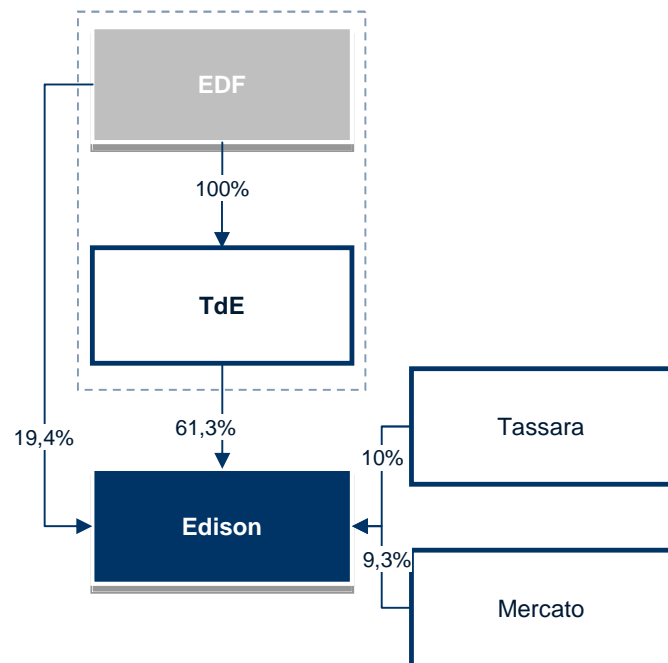 EDF
100%
TdE
19,4%
61,3%
Tassara
10%
Edison
9,3%
Mercato